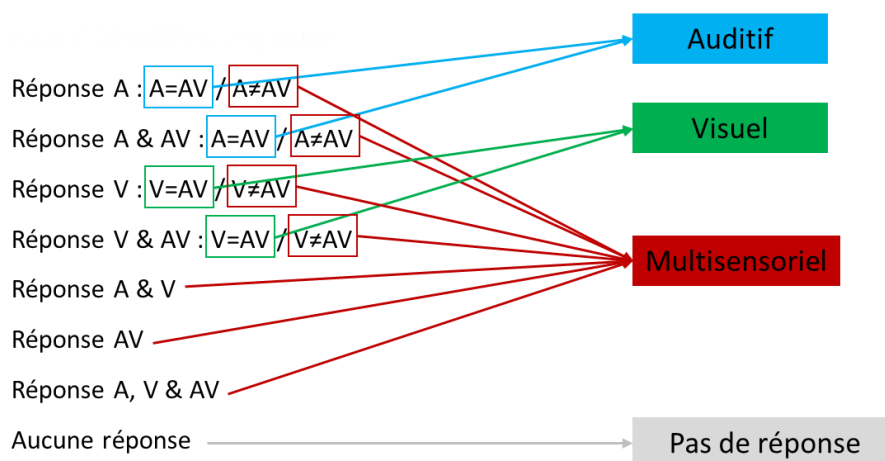 Auditif
Réponse A : A=AV / A≠AV
Réponse A & AV : A=AV / A≠AV
Visuel
Réponse V : V=AV / V≠AV
Réponse V & AV : V=AV / V≠AV
Multisensoriel
Réponse A & V
Réponse AV
Réponse A, V & AV
Aucune réponse
Pas de réponse